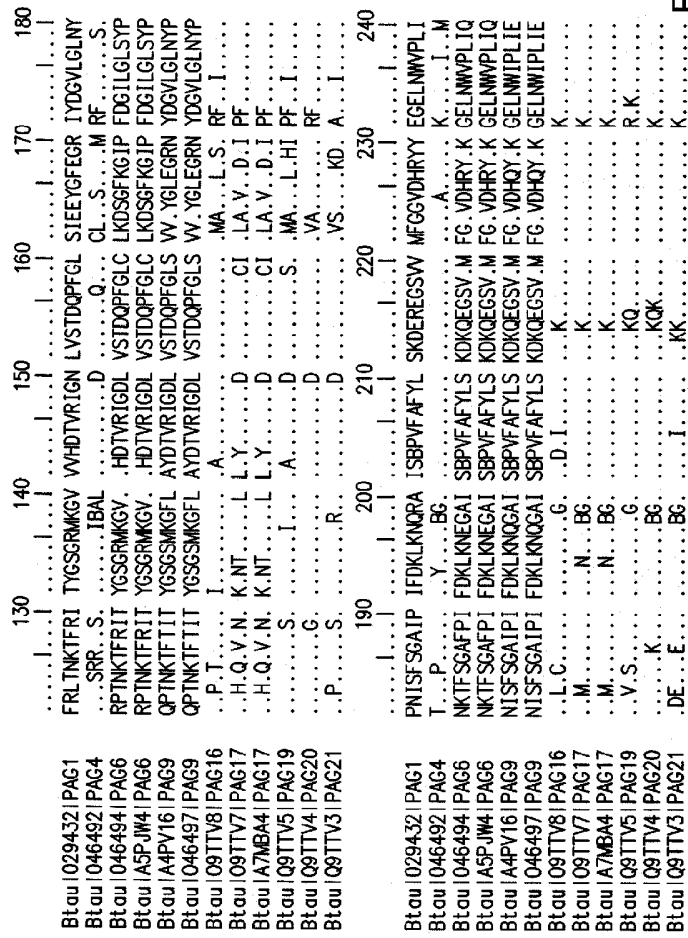 130 140 150 160 170 180
....|....| ....|....| ....|....| ....|....| ....|....| ....|....|
Btau|029432|PAG1 FRLTNKTFRI TYGSGRMKGV VVHDTVRIGN LVSTDQPFGL SIEEYGFEGR IYDGVLGLNY
Btau|046492|PAG4 ..SRR..S.. ......IBAL .........D .......Q.. CL..S....M RF......S.
Btau|046494|PAG6 RPTNKTFRIT YGSGRMKGV. .HDTVRIGDL VSTDQPFGLC LKDSGFKGIP FDGILGLSYP
Btau|A5PJW4|PAG6 RPTNKTFRIT YGSGRMKGV. .HDTVRIGDL VSTDQPFGLC LKDSGFKGIP FDGILGLSYP
Btau|A4PV16|PAG9 QPTNKTFTIT YGSGSMKGFL AYDTVRIGDL VSTDQPFGLS VV.YGLEGRN YDGVLGLNYP
Btau|046497|PAG9 QPTNKTFTIT YGSGSMKGFL AYDTVRIGDL VSTDQPFGLS VV.YGLEGRN YDGVLGLNYP
Btau|Q9TTV8|PAG16 ..P.T..... I......... ..A....... .......... .MA...L.S. RF...I....
Btau|Q9TTV7|PAG17 ..H.Q.V.N. K.NT.....L L.Y......D ........CI .LA.V..D.I PF........
Btau|A7MBA4|PAG17 ..H.Q.V.N. K.NT.....L L.Y......D ........CI .LA.V..D.I PF........
Btau|Q9TTV5|PAG19 ......S... ......I... ..A......D ........S. .MA...L.HI PF...I....
Btau|Q9TTV4|PAG20 ......G... .......... .........D .......... .VA....... RF........
Btau|Q9TTV3|PAG21 ..P...S... .......R.. .........D .......... .VS....KD. A....I....
190 200 210 220 230 240
....|....| ....|....| ....|....| ....|....| ....|....| ....|....|
Btau|029432|PAG1 PNISFSGAIP IFDKLKNQRA ISBPVFAFYL SKDEREGSVV MFGGVDHRYY EGELNWVPLI
Btau|046492|PAG4 T...P..... ...Y...BG. .......... .......... .....A.... K.....I..M
Btau|046494|PAG6 NKTFSGAFPI FDKLKNEGAI SBPVFAFYLS KDKQEGSV.M FG VDHRY.K GELNWVPLIQ
Btau|A5PJW4|PAG6 NKTFSGAFPI FDKLKNEGAI SBPVFAFYLS KDKQEGSV.M FG VDHRY.K GELNWVPLIQ
Btau|A4PV16|PAG9 NISFSGAIPI FDKLKNQGAI SBPVFAFYLS KDKQEGSV.M FG VDHQY.K GELNWIPLIE
Btau|046497|PAG9 NISFSGAIPI FDKLKNQGAI SBPVFAFYLS KDKQEGSV.M FG VDHQY.K GELNWIPLIE
Btau|Q9TTV8|PAG16 ..L.C..... ........G. ...D.I.... ....K..... .......... K.........
Btau|Q9TTV7|PAG17 ..M....... ....N..BG. .......... ....K..... .......... K.........
Btau|A7MBA4|PAG17 ..M....... ....N..BG. .......... ....K..... .......... K.........
Btau|Q9TTV5|PAG19 ..V.S..... ........G. .......... ....KQ.... .......... R.K.......
Btau|Q9TTV4|PAG20 .....K.... .......BG. .......... ....KQK... .......... K.........
Btau|Q9TTV3|PAG21 ..DE..E... .......BG. .....I.... ...KK..... .......... K.........